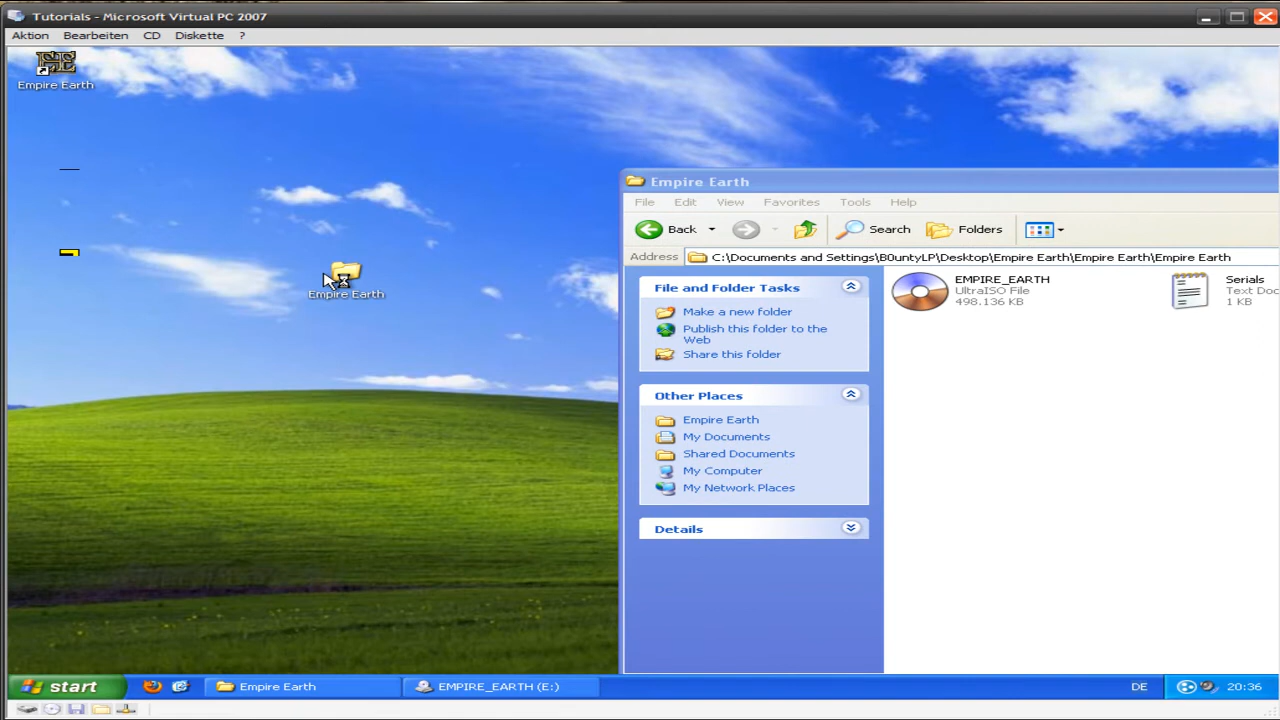 Tutorials - Microsoft Virtual PC 2007
Aktion Bearbeiten CD Diskette ?
Empire Earth
Empire Earth
Empire Earth
File Edit View Favorites Tools Help
Back Search Folders
Address C:\Documents and Settings\B0untyLP\Desktop\Empire Earth\Empire Earth\Empire Earth
File and Folder Tasks
Make a new folder
Publish this folder to the
Web
Share this folder
Other Places
Empire Earth
My Documents
Shared Documents
My Computer
My Network Places
Details
EMPIRE_EARTH
UltraISO File
498.136 KB
Serials
Text Doc
1 KB
start Empire Earth EMPIRE_EARTH (E:) DE 20:36